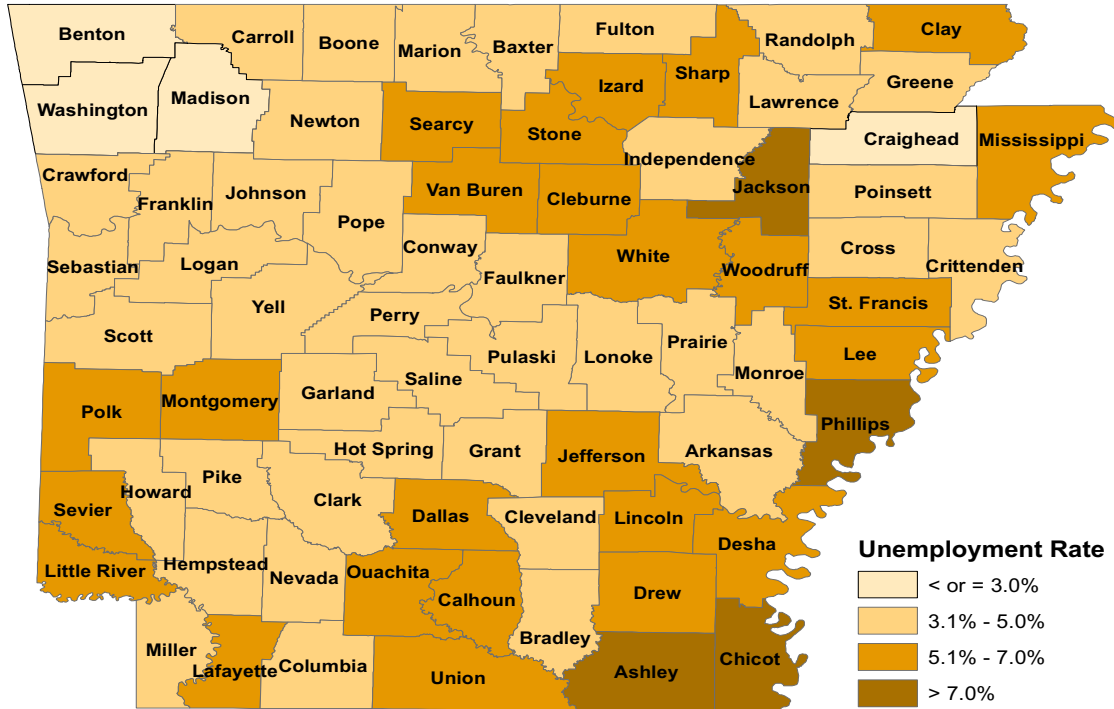 Benton
Carroll
Boone
Marion
Baxter
Fulton
Randolph
Clay
Sharp
Izard
Greene
Washington
Madison
Newton
Searcy
Stone
Lawrence
Craighead
Mississippi
Independence
Jackson
Crawford
Franklin
Johnson
Pope
Van Buren
Cleburne
Poinsett
Sebastian
Logan
Conway
Faulkner
White
Woodruff
Cross
Crittenden
Yell
Perry
St. Francis
Scott
Pulaski
Lonoke
Prairie
Monroe
Lee
Saline
Garland
Polk
Montgomery
Phillips
Hot Spring
Grant
Jefferson
Arkansas
Pike
Howard
Clark
Sevier
Dallas
Cleveland
Lincoln
Desha
Little River
Hempstead
Nevada
Ouachita
Calhoun
Drew
Bradley
Miller
Lafayette
Columbia
Union
Ashley
Chicot
Unemployment Rate
< or = 3.0%
3.1% - 5.0%
5.1% - 7.0%
> 7.0%